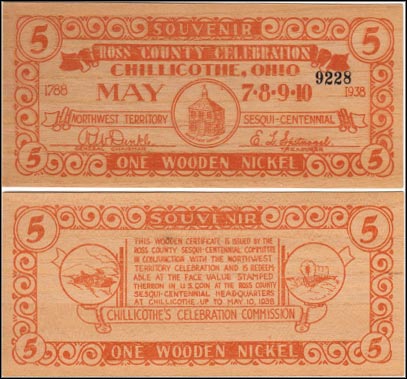 5 SOUVENIR 5
ROSS COUNTY CELEBRATION
CHILLICOTHE, OHIO
9228
1788 MAY 7·8·9·10 1938
NORTHWEST TERRITORY SESQUI-CENTENNIAL
GENERAL CHAIRMAN TREASURER
5 ONE WOODEN NICKEL 5
5 SOUVENIR 5
THIS WOODEN CERTIFICATE IS ISSUED BY THE
ROSS COUNTY SESQUI-CENTENNIAL COMMITTEE
IN CONJUNCTION WITH THE NORTHWEST
TERRITORY CELEBRATION AND IS REDEEM-
ABLE AT THE FACE VALUE STAMPED
THEREON IN U.S. COIN AT THE ROSS COUNTY
SESQUI-CENTENNIAL HEADQUARTERS
AT CHILLICOTHE, UP TO MAY 10, 1938
CHILLICOTHE'S CELEBRATION COMMISSION
5 ONE WOODEN NICKEL 5